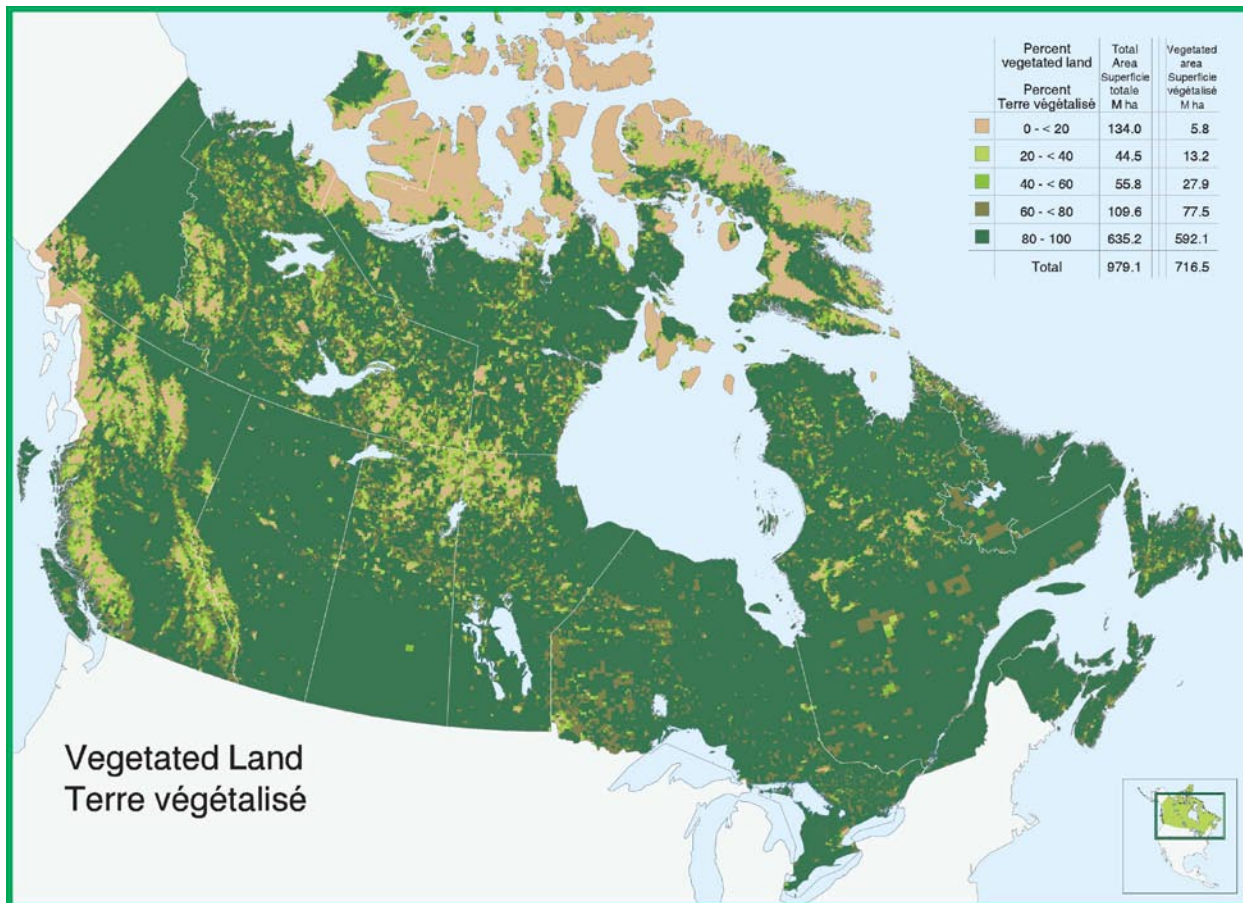 Percent
vegetated land
Percent
Terre végétalisé
Total
Area
Superficie
totale
M ha
Vegetated
area
Superficie
végétalisé
M ha
0 - < 20 134.0 5.8
20 - < 40 44.5 13.2
40 - < 60 55.8 27.9
60 - < 80 109.6 77.5
80 - 100 635.2 592.1
Total 979.1 716.5
Vegetated Land
Terre végétalisé